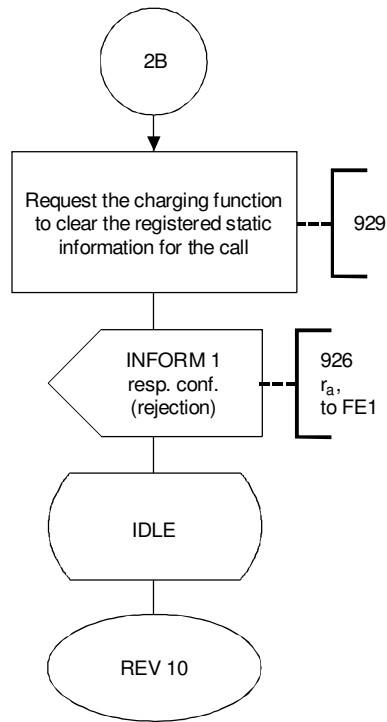 2B
Request the charging function
to clear the registered static
information for the call
929
INFORM 1
resp. conf.
(rejection)
926
ra,
to FE1
IDLE
REV 10